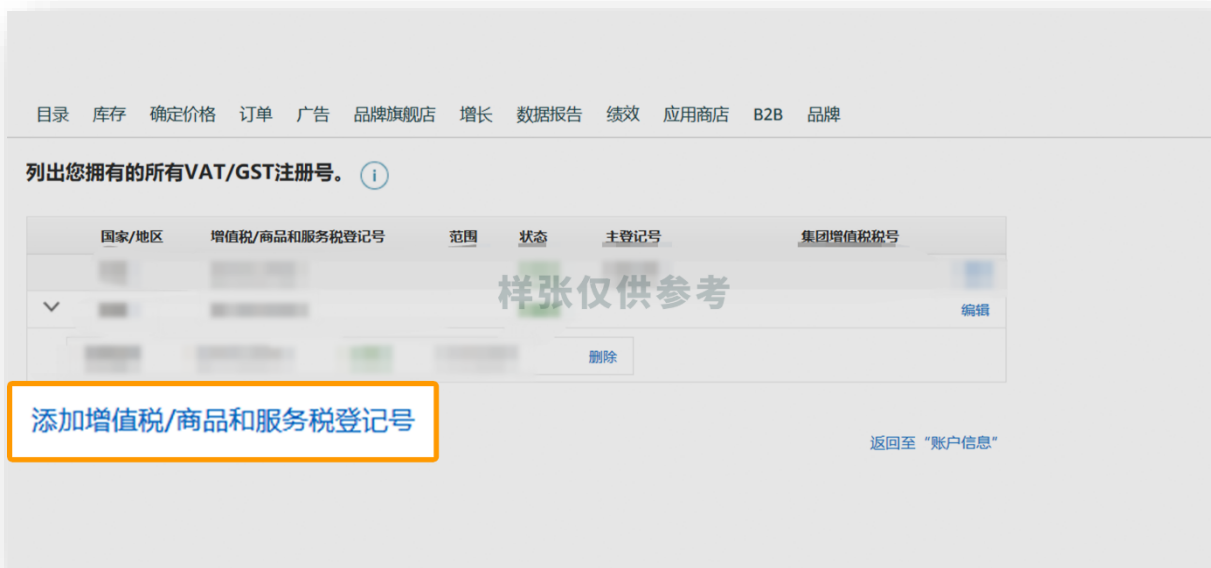 目录 库存 确定价格 订单 广告 品牌旗舰店 增长 数据报告 绩效 应用商店 B2B 品牌
列出您拥有的所有VAT/GST注册号。 i
国家/地区 增值税/商品和服务税登记号 范围 状态 主登记号 集团增值税税号
样张仅供参考
编辑
删除
添加增值税/商品和服务税登记号
返回至“账户信息”